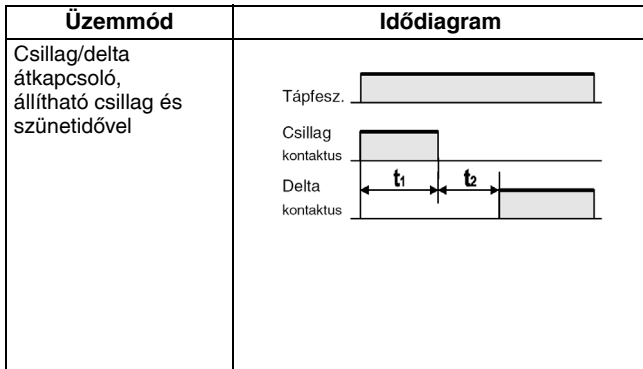 Üzemmód
Idődiagram
Csillag/delta
átkapcsoló,
állítható csillag és
szünetidővel
Tápfesz.
Csillag
kontaktus
t1 t2
Delta
kontaktus